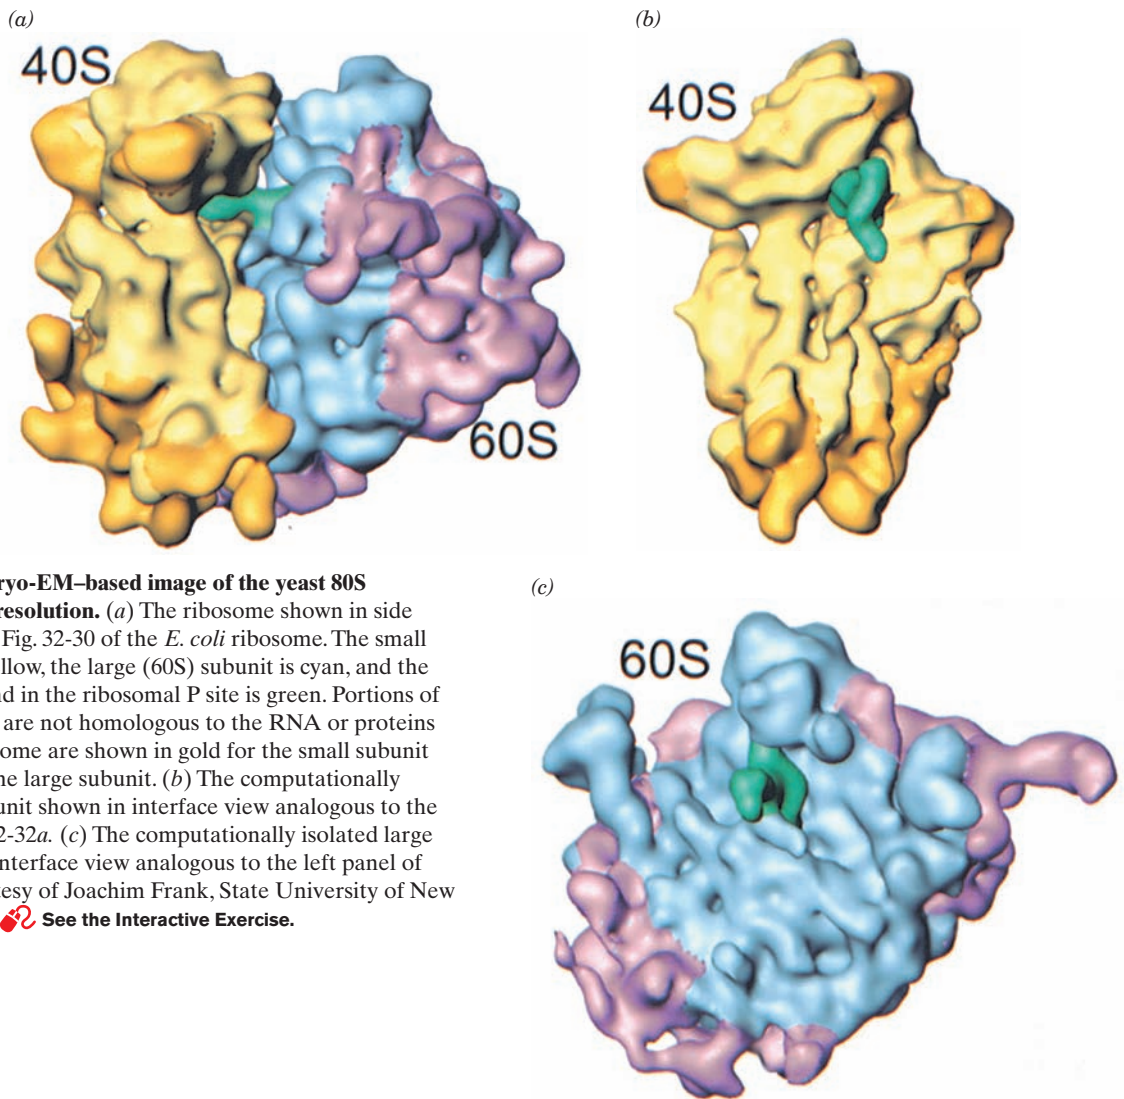 (a)
(b)
40S
40S
60S
ryo-EM–based image of the yeast 80S
resolution. (a) The ribosome shown in side
Fig. 32-30 of the E. coli ribosome. The small
llow, the large (60S) subunit is cyan, and the
nd in the ribosomal P site is green. Portions of
are not homologous to the RNA or proteins
ome are shown in gold for the small subunit
he large subunit. (b) The computationally
unit shown in interface view analogous to the
2-32a. (c) The computationally isolated large
nterface view analogous to the left panel of
tesy of Joachim Frank, State University of New
See the Interactive Exercise.
(c)
60S